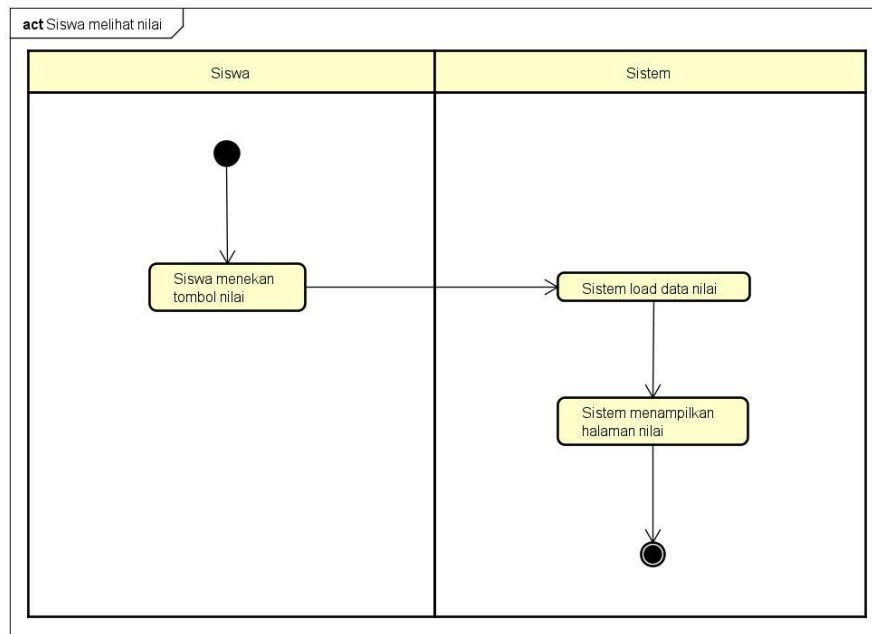 act Siswa melihat nilai
Siswa
Sistem
Siswa menekan
tombol nilai
Sistem load data nilai
Sistem menampilkan
halaman nilai